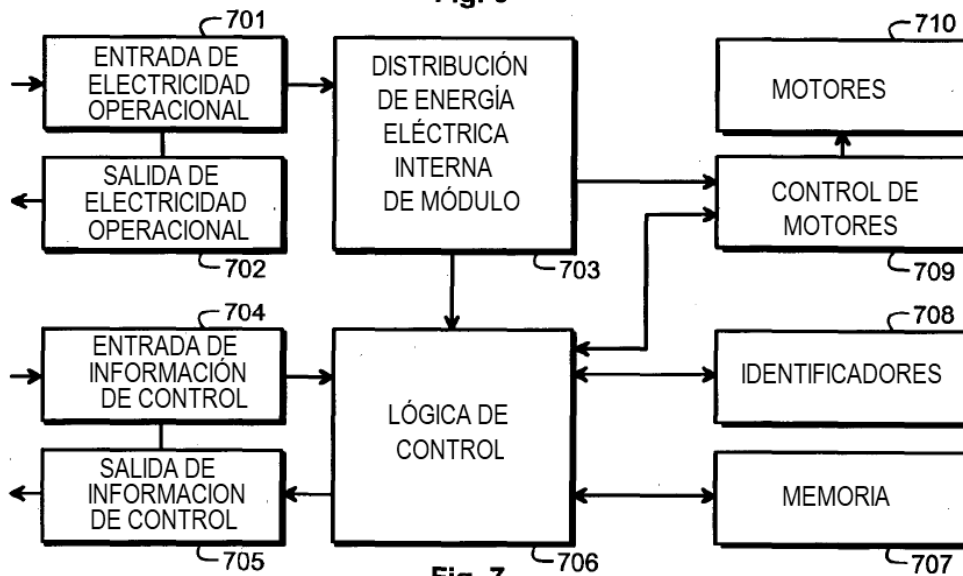 701
ENTRADA DE
ELECTRICIDAD
OPERACIONAL
SALIDA DE
ELECTRICIDAD
OPERACIONAL
702
DISTRIBUCIÓN
DE ENERGÍA
ELÉCTRICA
INTERNA
DE MÓDULO
703
710
MOTORES
CONTROL DE
MOTORES
709
704
ENTRADA DE
INFORMACIÓN
DE CONTROL
SALIDA DE
INFORMACION
DE CONTROL
705
LÓGICA DE
CONTROL
706
708
IDENTIFICADORES
MEMORIA
707